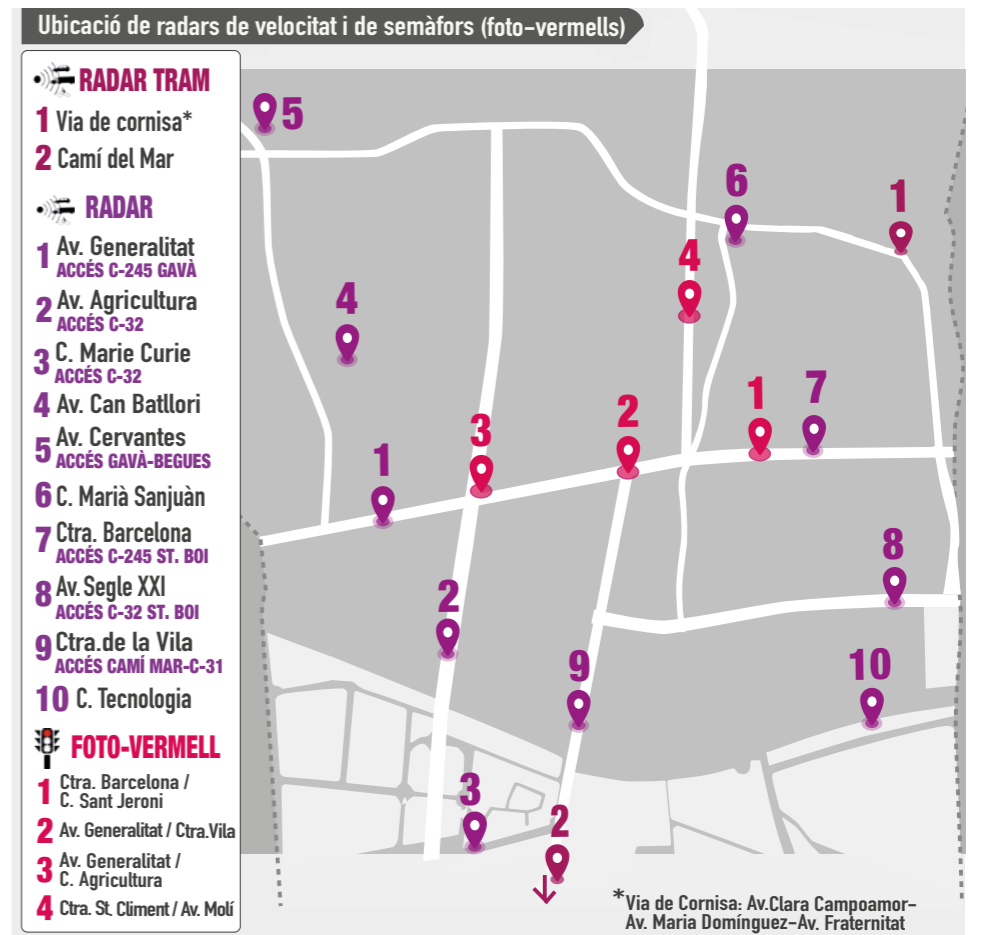 Ubicació de radars de velocitat i de semàfors (foto-vermells)
RADAR TRAM
1 Via de cornisa*
2 Camí del Mar
RADAR
1 Av. Generalitat
ACCÉS C-245 GAVÀ
2 Av. Agricultura
ACCÉS C-32
3 C. Marie Curie
ACCÉS C-32
4 Av. Can Batllori
5 Av. Cervantes
ACCÉS GAVÀ-BEGUES
6 C. Marià Sanjuàn
7 Ctra. Barcelona
ACCÉS C-245 ST. BOI
8 Av. Segle XXI
ACCÉS C-32 ST. BOI
9 Ctra.de la Vila
ACCÉS CAMÍ MAR-C-31
10 C. Tecnologia
FOTO-VERMELL
1 Ctra. Barcelona /
C. Sant Jeroni
2 Av. Generalitat / Ctra.Vila
3 Av. Generalitat /
C. Agricultura
4 Ctra. St. Climent / Av. Molí
5
6
1
4
4
7
1
2
3
1
8
2
9
10
3
2
*Via de Cornisa: Av.Clara Campoamor-
Av. Maria Domínguez-Av. Fraternitat